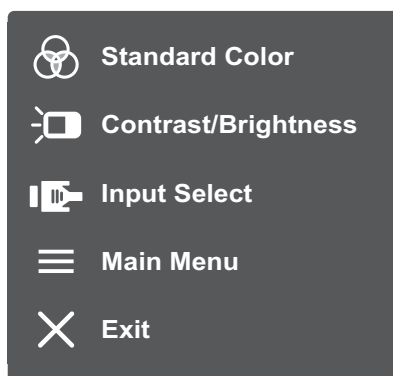 Standard Color
Contrast/Brightness
Input Select
Main Menu
Exit